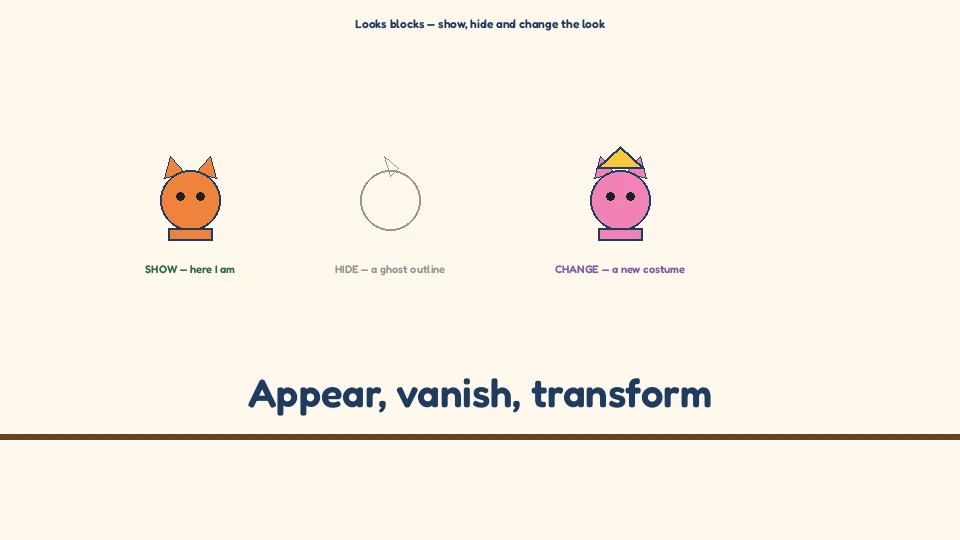 Looks blocks — show, hide and change the look
SHOW — here I am
HIDE — a ghost outline
CHANGE — a new costume
Appear, vanish, transform